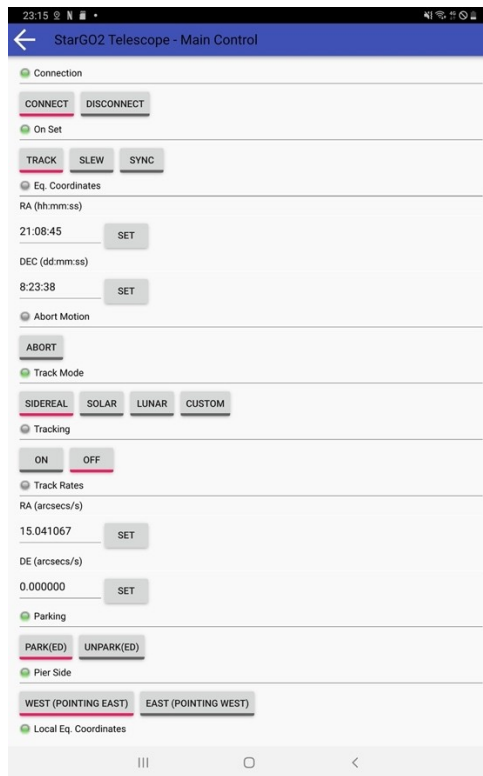 23:15
StarGO2 Telescope - Main Control
Connection
CONNECT DISCONNECT
On Set
TRACK SLEW SYNC
Eq. Coordinates
RA (hh:mm:ss)
21:08:45 SET
DEC (dd:mm:ss)
8:23:38 SET
Abort Motion
ABORT
Track Mode
SIDEREAL SOLAR LUNAR CUSTOM
Tracking
ON OFF
Track Rates
RA (arcsecs/s)
15.041067 SET
DE (arcsecs/s)
0.000000 SET
Parking
PARK(ED) UNPARK(ED)
Pier Side
WEST (POINTING EAST) EAST (POINTING WEST)
Local Eq. Coordinates